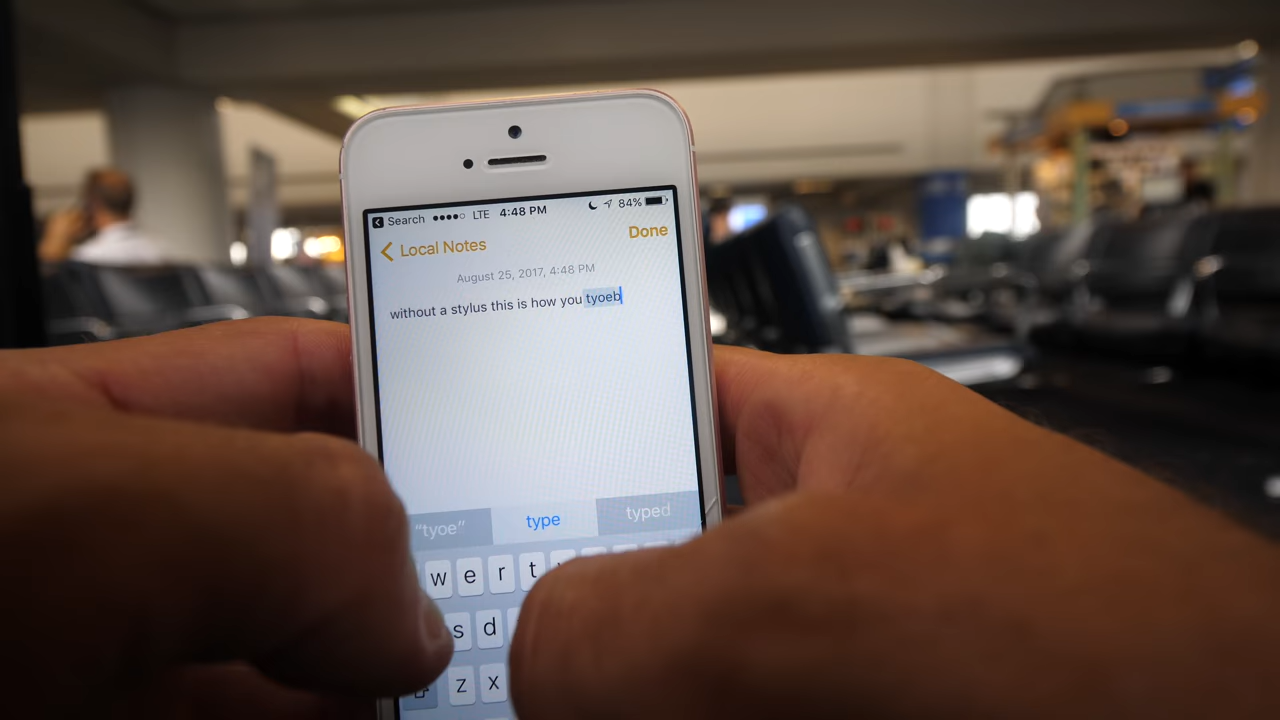 Search LTE 4:48 PM 84%
Local Notes Done
August 25, 2017, 4:48 PM
without a stylus this is how you tyoeb
“tyoe” type typed
w e r t
s d
z x